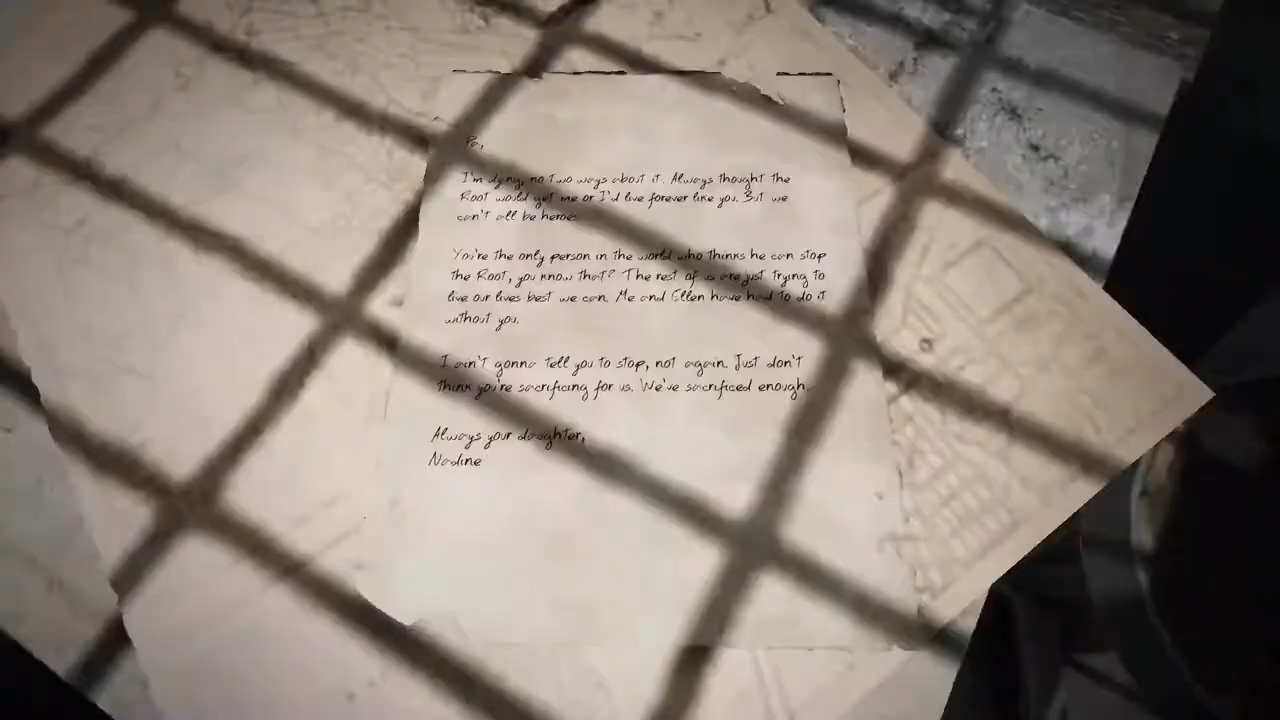 Pa,
I'm dying, no two ways about it. Always thought the
Root would get me or I'd live forever like you. But we
can't all be heroes.
You're the only person in the world who thinks he can stop
the Root, you know that? The rest of us are just trying to
live our lives best we can. Me and Ellen have had to do it
without you.
I ain't gonna tell you to stop, not again. Just don't
think you're sacrificing for us. We've sacrificed enough.
Always your daughter,
Nadine